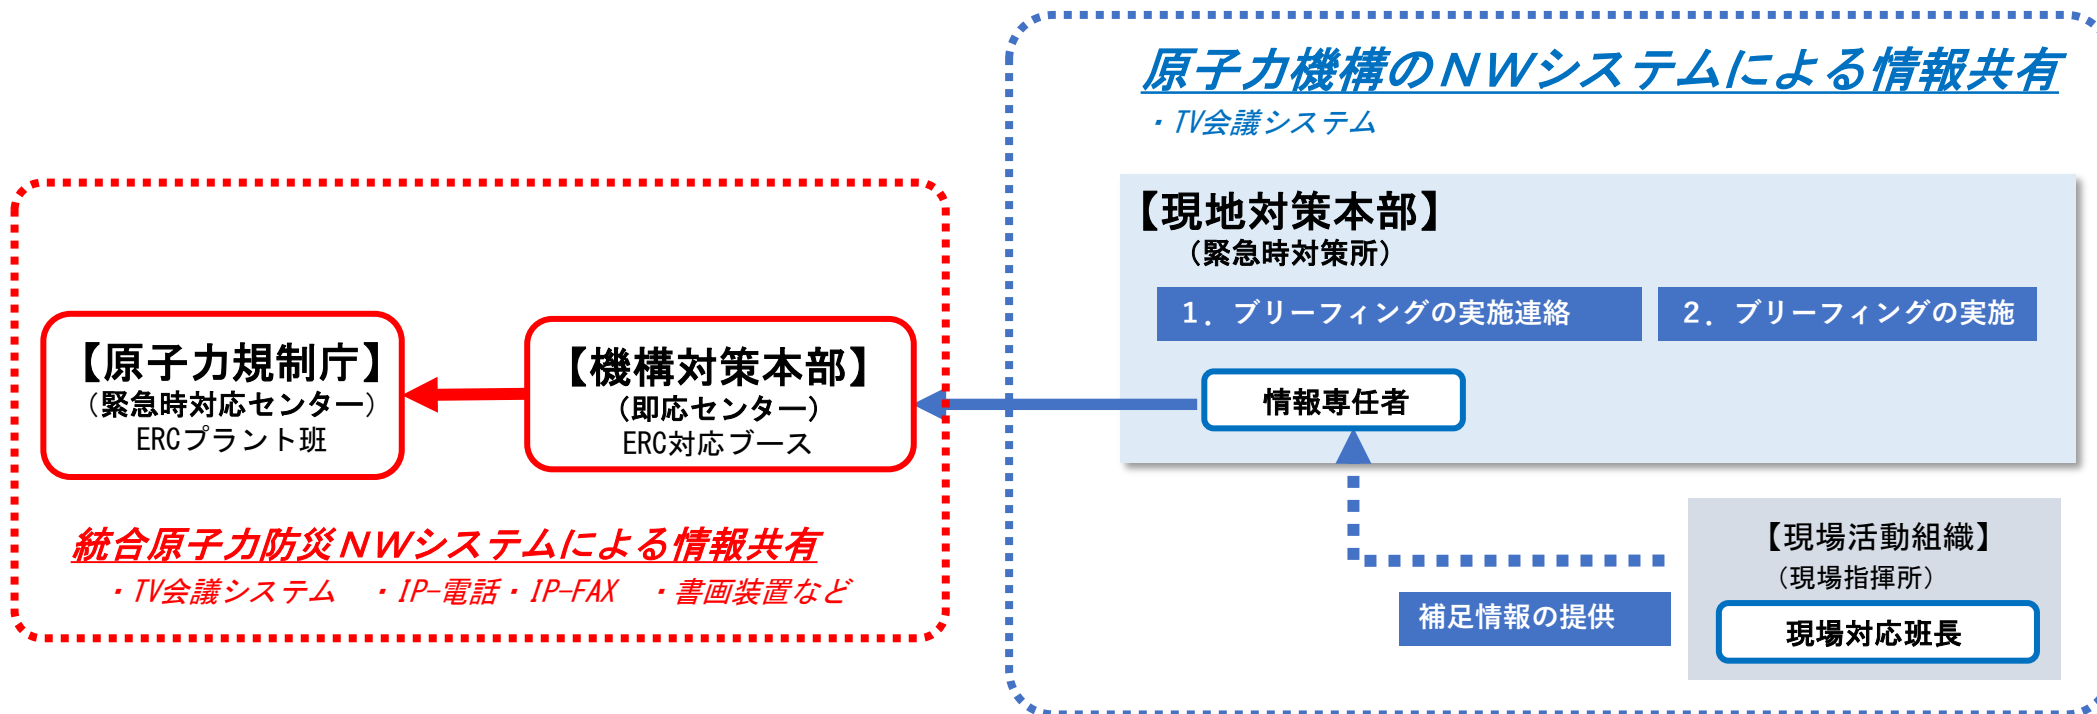 原子力機構のＮＷシステムによる情報共有
・TV会議システム
【現地対策本部】
（緊急時対策所）
１．ブリーフィングの実施連絡
２．ブリーフィングの実施
情報専任者
【原子力規制庁】
（緊急時対応センター）
ERCプラント班
【機構対策本部】
（即応センター）
ERC対応ブース
統合原子力防災ＮＷシステムによる情報共有
・TV会議システム　・IP-電話・IP-FAX　・書画装置など
【現場活動組織】
（現場指揮所）
補足情報の提供
現場対応班長